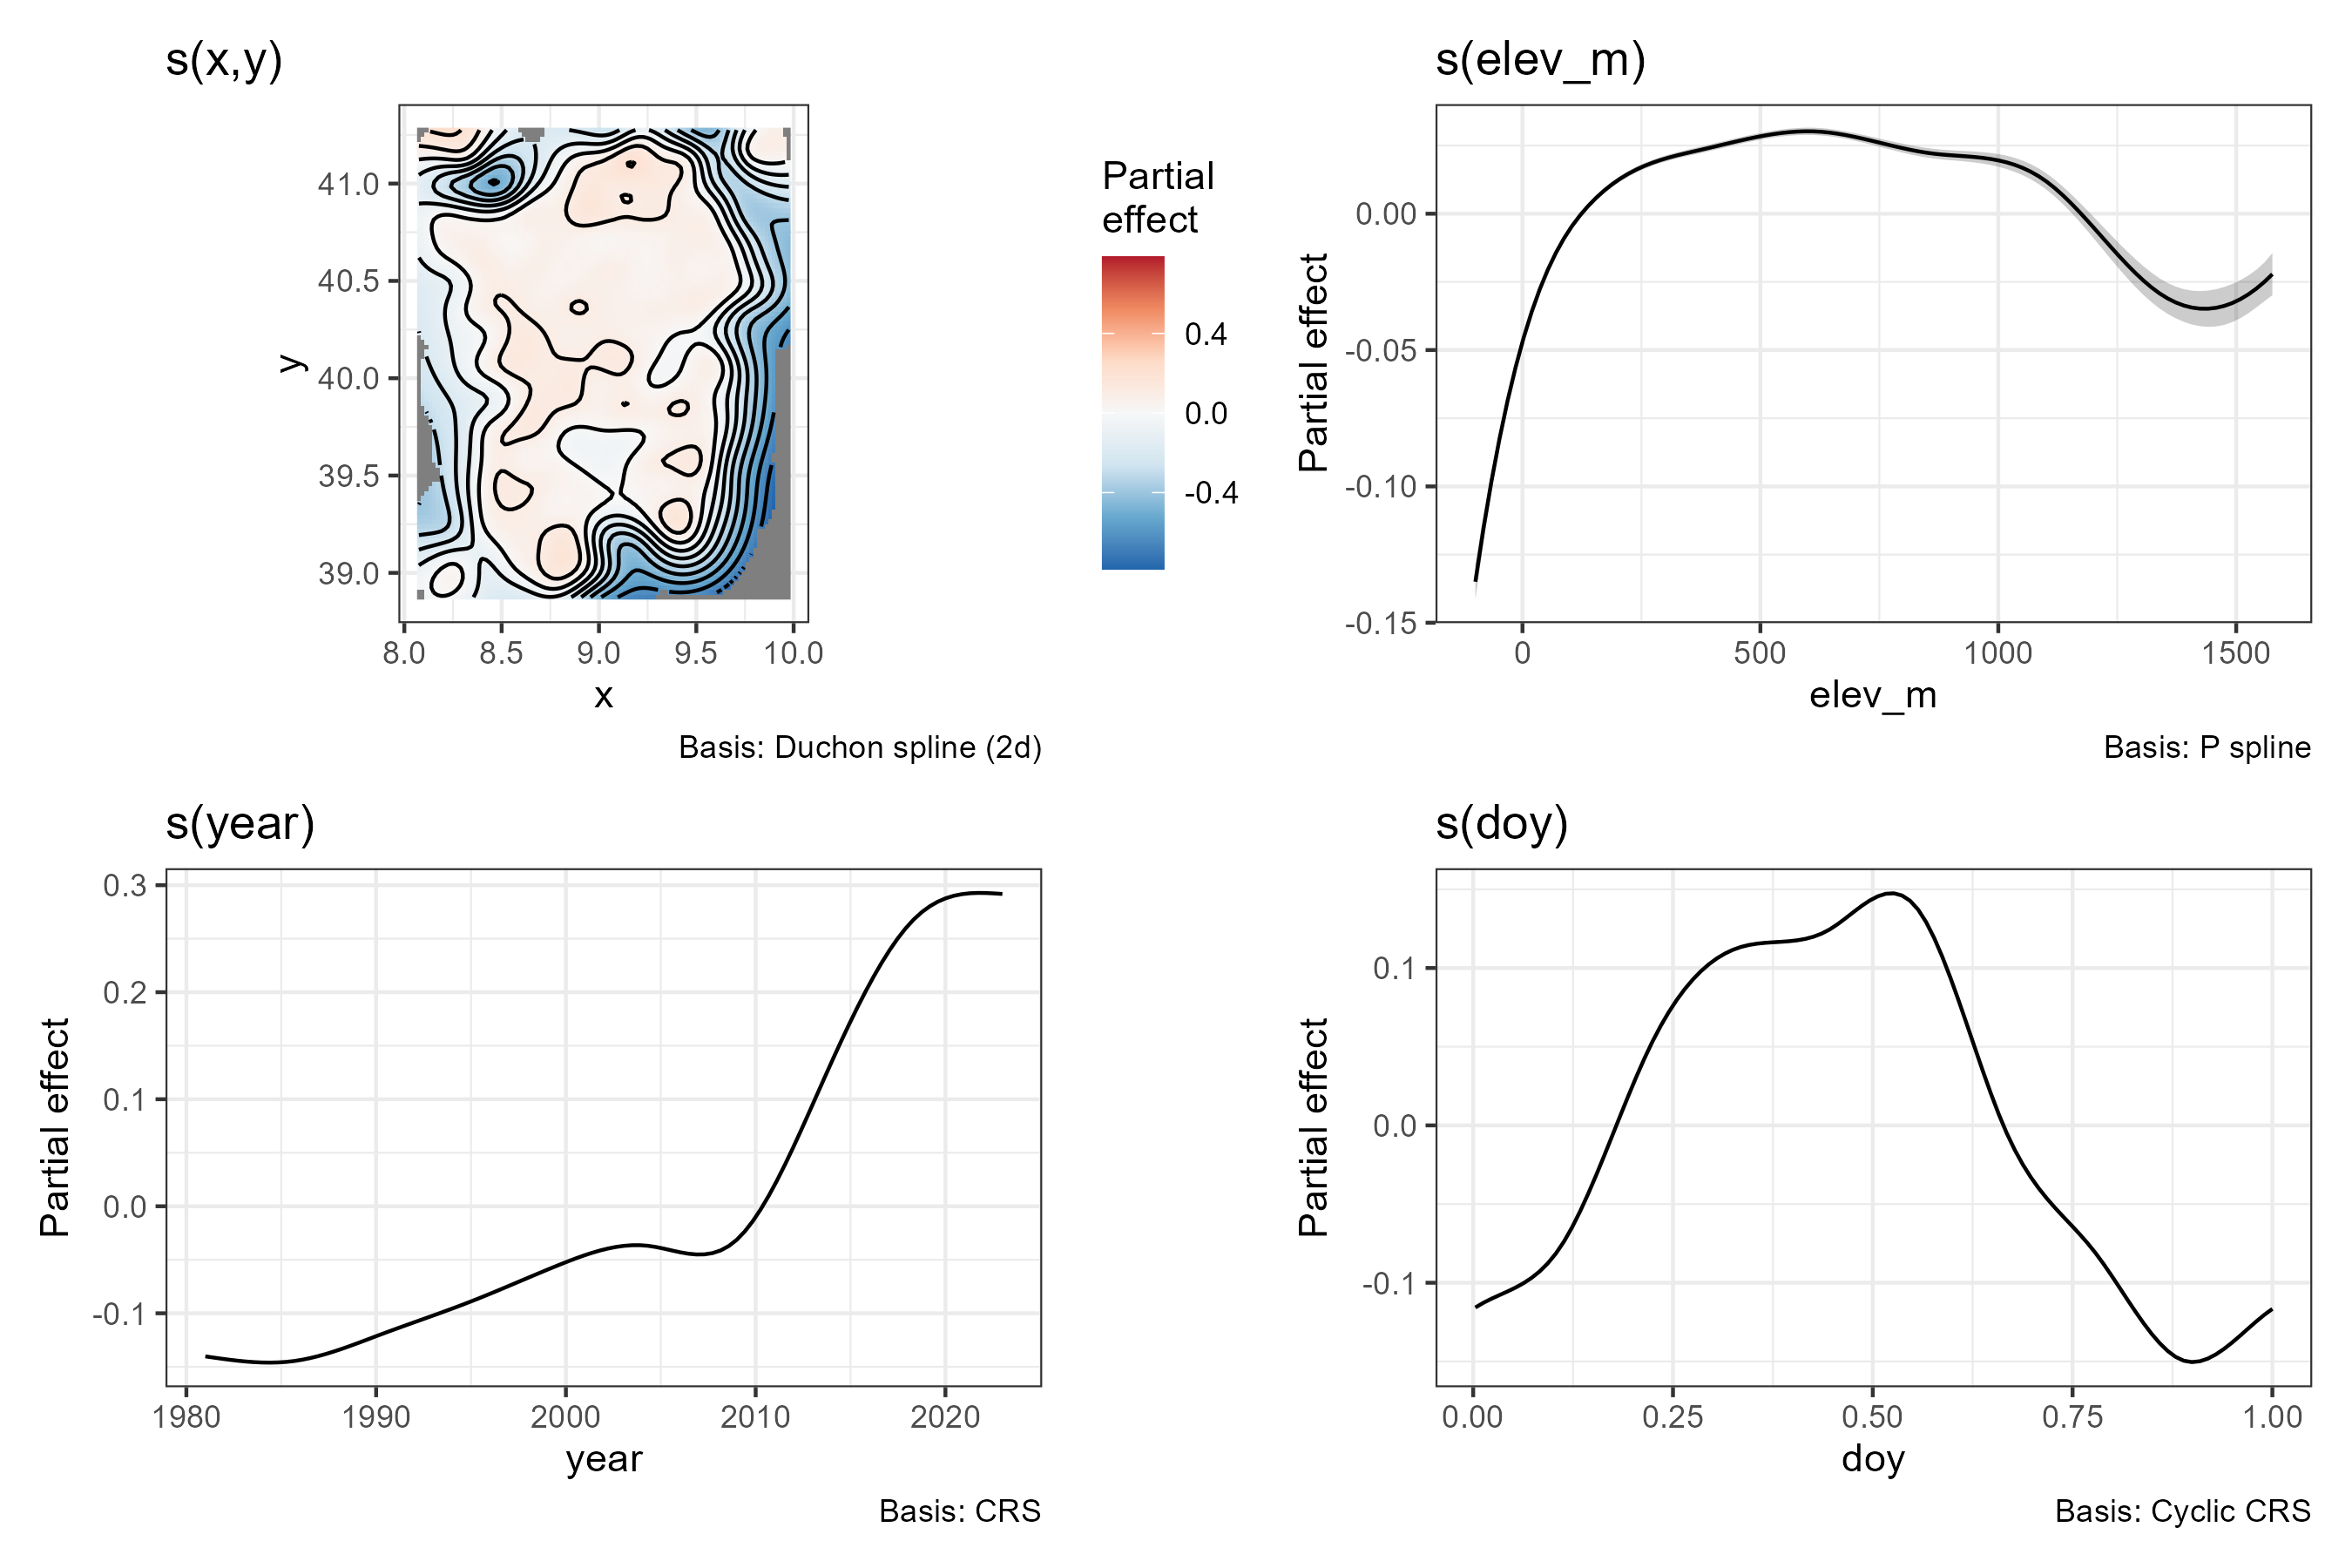 s(x,y)
41.0
40.5
40.0
39.5
39.0
y
8.0 8.5 9.0 9.5 10.0
x
Basis: Duchon spline (2d)
Partial
effect
0.4
0.0
-0.4
s(elev_m)
0.00
-0.05
-0.10
-0.15
Partial effect
0 500 1000 1500
elev_m
Basis: P spline
s(year)
0.3
0.2
0.1
0.0
-0.1
Partial effect
1980 1990 2000 2010 2020
year
Basis: CRS
s(doy)
0.1
0.0
-0.1
Partial effect
0.00 0.25 0.50 0.75 1.00
doy
Basis: Cyclic CRS